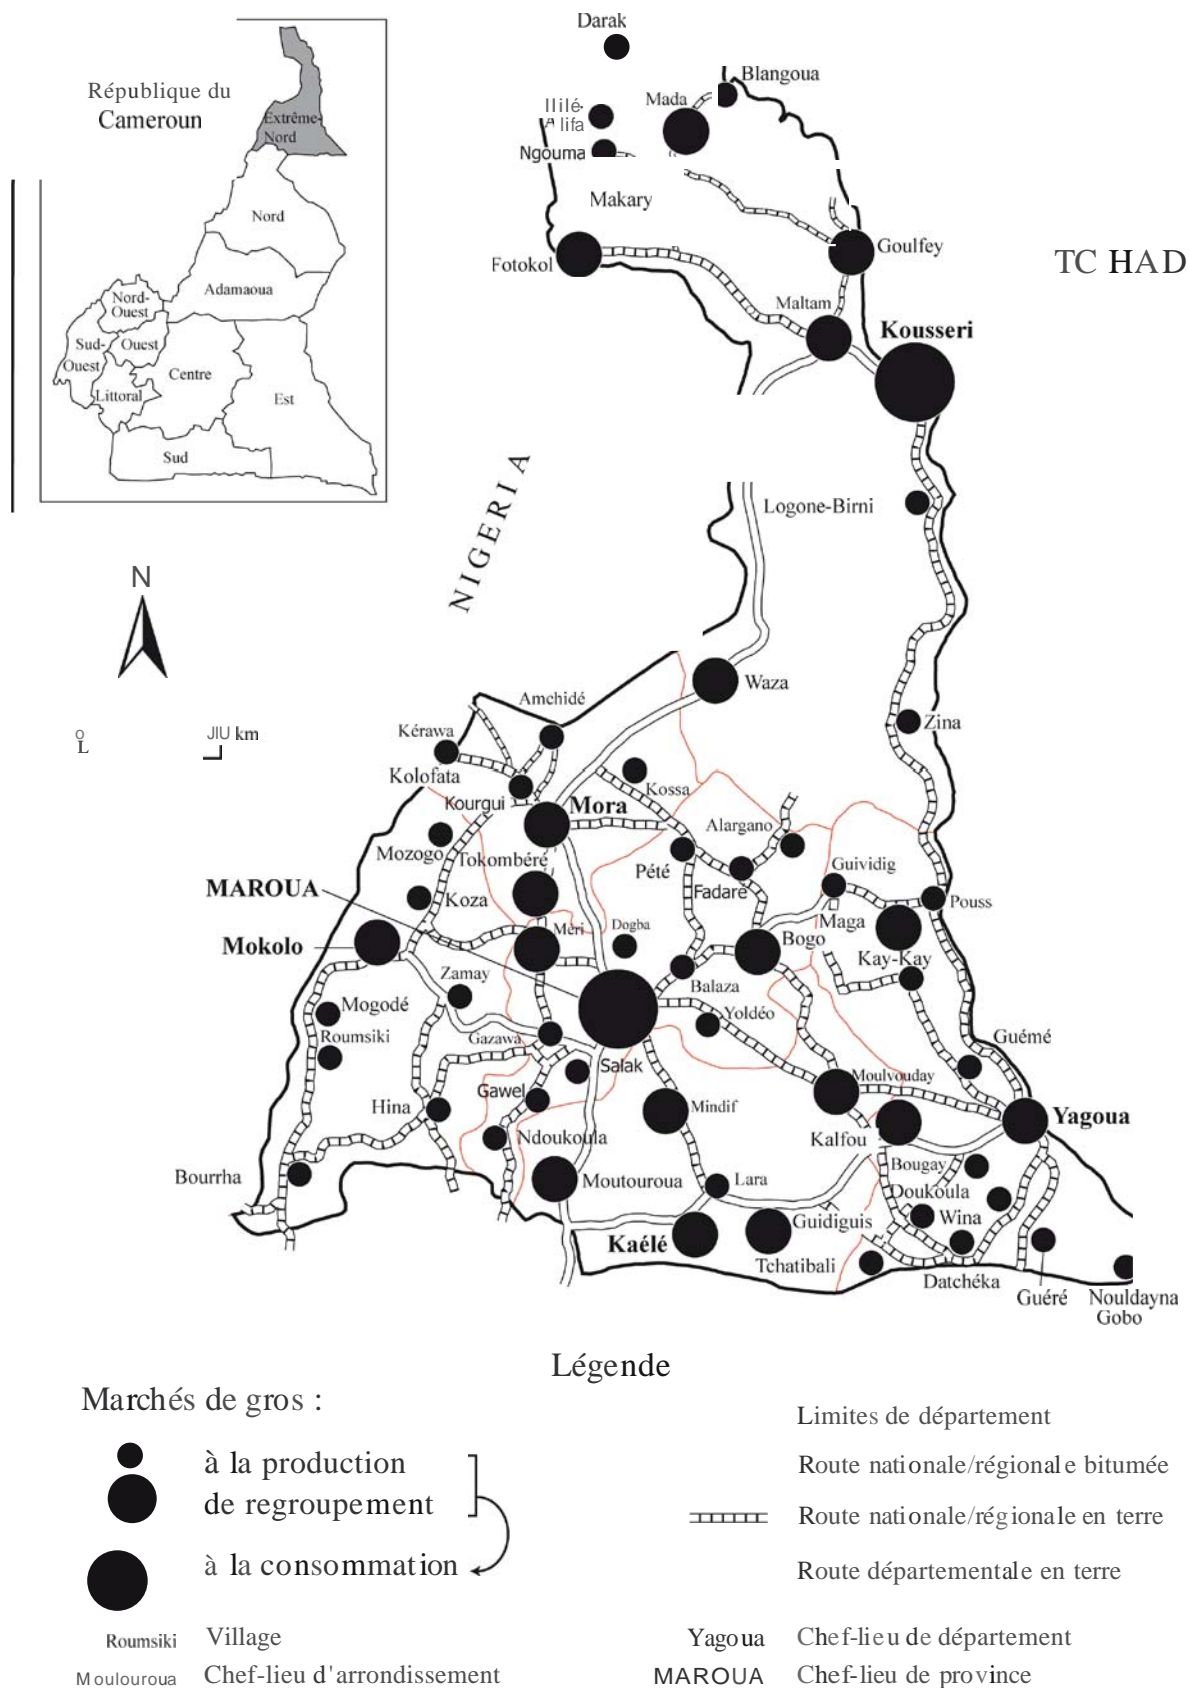 République du
Cameroun
Extrême-
Nord
Nord
Adamaoua
Nord-
Ouest
Sud-
Ouest
Ouest
Littoral
Centre
Est
Sud
Darak
Blangoua
Mada
Ngouma
Makary
Fotokol
Goulfey
TC HAD
Maltam
Kousseri
NIGERIA
Logone-Birni
N
Waza
Zina
km
Amchidé
Kérawa
Kolofata
Kourgui
Mora
Kossa
Alargano
Mozogo
Tokombéré
Pété
Fadaré
Guividig
MAROUA
Koza
Maga
Pouss
Mokolo
Méri
Dogba
Bogo
Kay-Kay
Zamay
Balaza
Mogodé
Yoldéo
Roumsiki
Gazawa
Guémé
Salak
Moulvouday
Gawel
Hina
Mindif
Yagoua
Ndoukoula
Kalfou
Bourrha
Moutouroua
Lara
Bougay
Doukoula
Wina
Guidiguis
Kaélé
Tchatibali
Datchéka
Guéré
Nouldayna
Gobo
Légende
Marchés de gros :
à la production
de regroupement
à la consommation
Roumsiki Village
Moulouroua Chef-lieu d'arrondissement
Limites de département
Route nationale/régionale bitumée
Route nationale/régionale en terre
Route départementale en terre
Yagoua Chef-lieu de département
MAROUA Chef-lieu de province